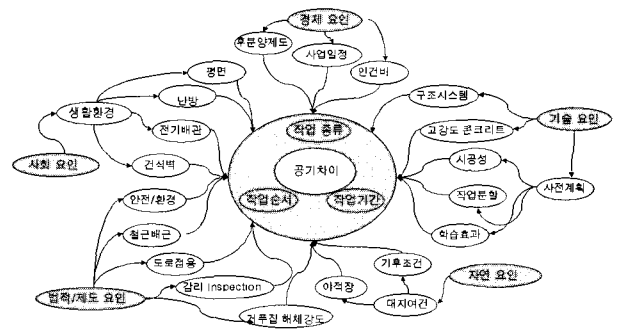 경제 요인
후분양제도
사업일정
인건비
평면
난방
생활환경
전기배관
건식벽
사회 요인
구조시스템
고강도 콘크리트
기술 요인
시공성
작업분할
사전계획
학습효과
작업 종류
공기차이
작업순서
작업기간
안전/환경
철근배근
도로점용
감리 Inspection
법적/제도 요인
거푸집 해체강도
기후조건
야적장
대지여건
자연 요인